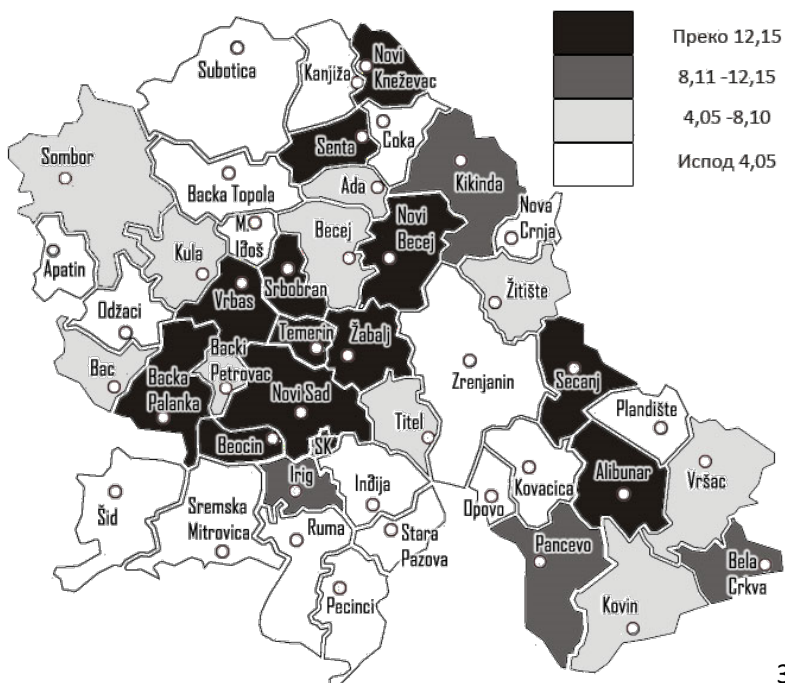 Преко 12,15
8,11 -12,15
4,05 -8,10
Испод 4,05
Subotica
Kanjiža
Novi
Kneževac
Senta
Coka
Sombor
Backa Topola
Ada
Kikinda
Novi
Becej
Nova
Crnja
M.
Iđoš
Becej
Apatin
Kula
Vrbas
Srbobran
Žitište
Odžaci
Temerin
Žabalj
Bac
Backa
Palanka
Backi
Petrovac
Novi Sad
Zrenjanin
Secanj
Titel
Plandište
Beocin
SK
Irig
Inđija
Kovacica
Alibunar
Vršac
Šid
Sremska
Mitrovica
Ruma
Stara
Pazova
Opovo
Pancevo
Bela
Crkva
Pecinci
Kovin
3